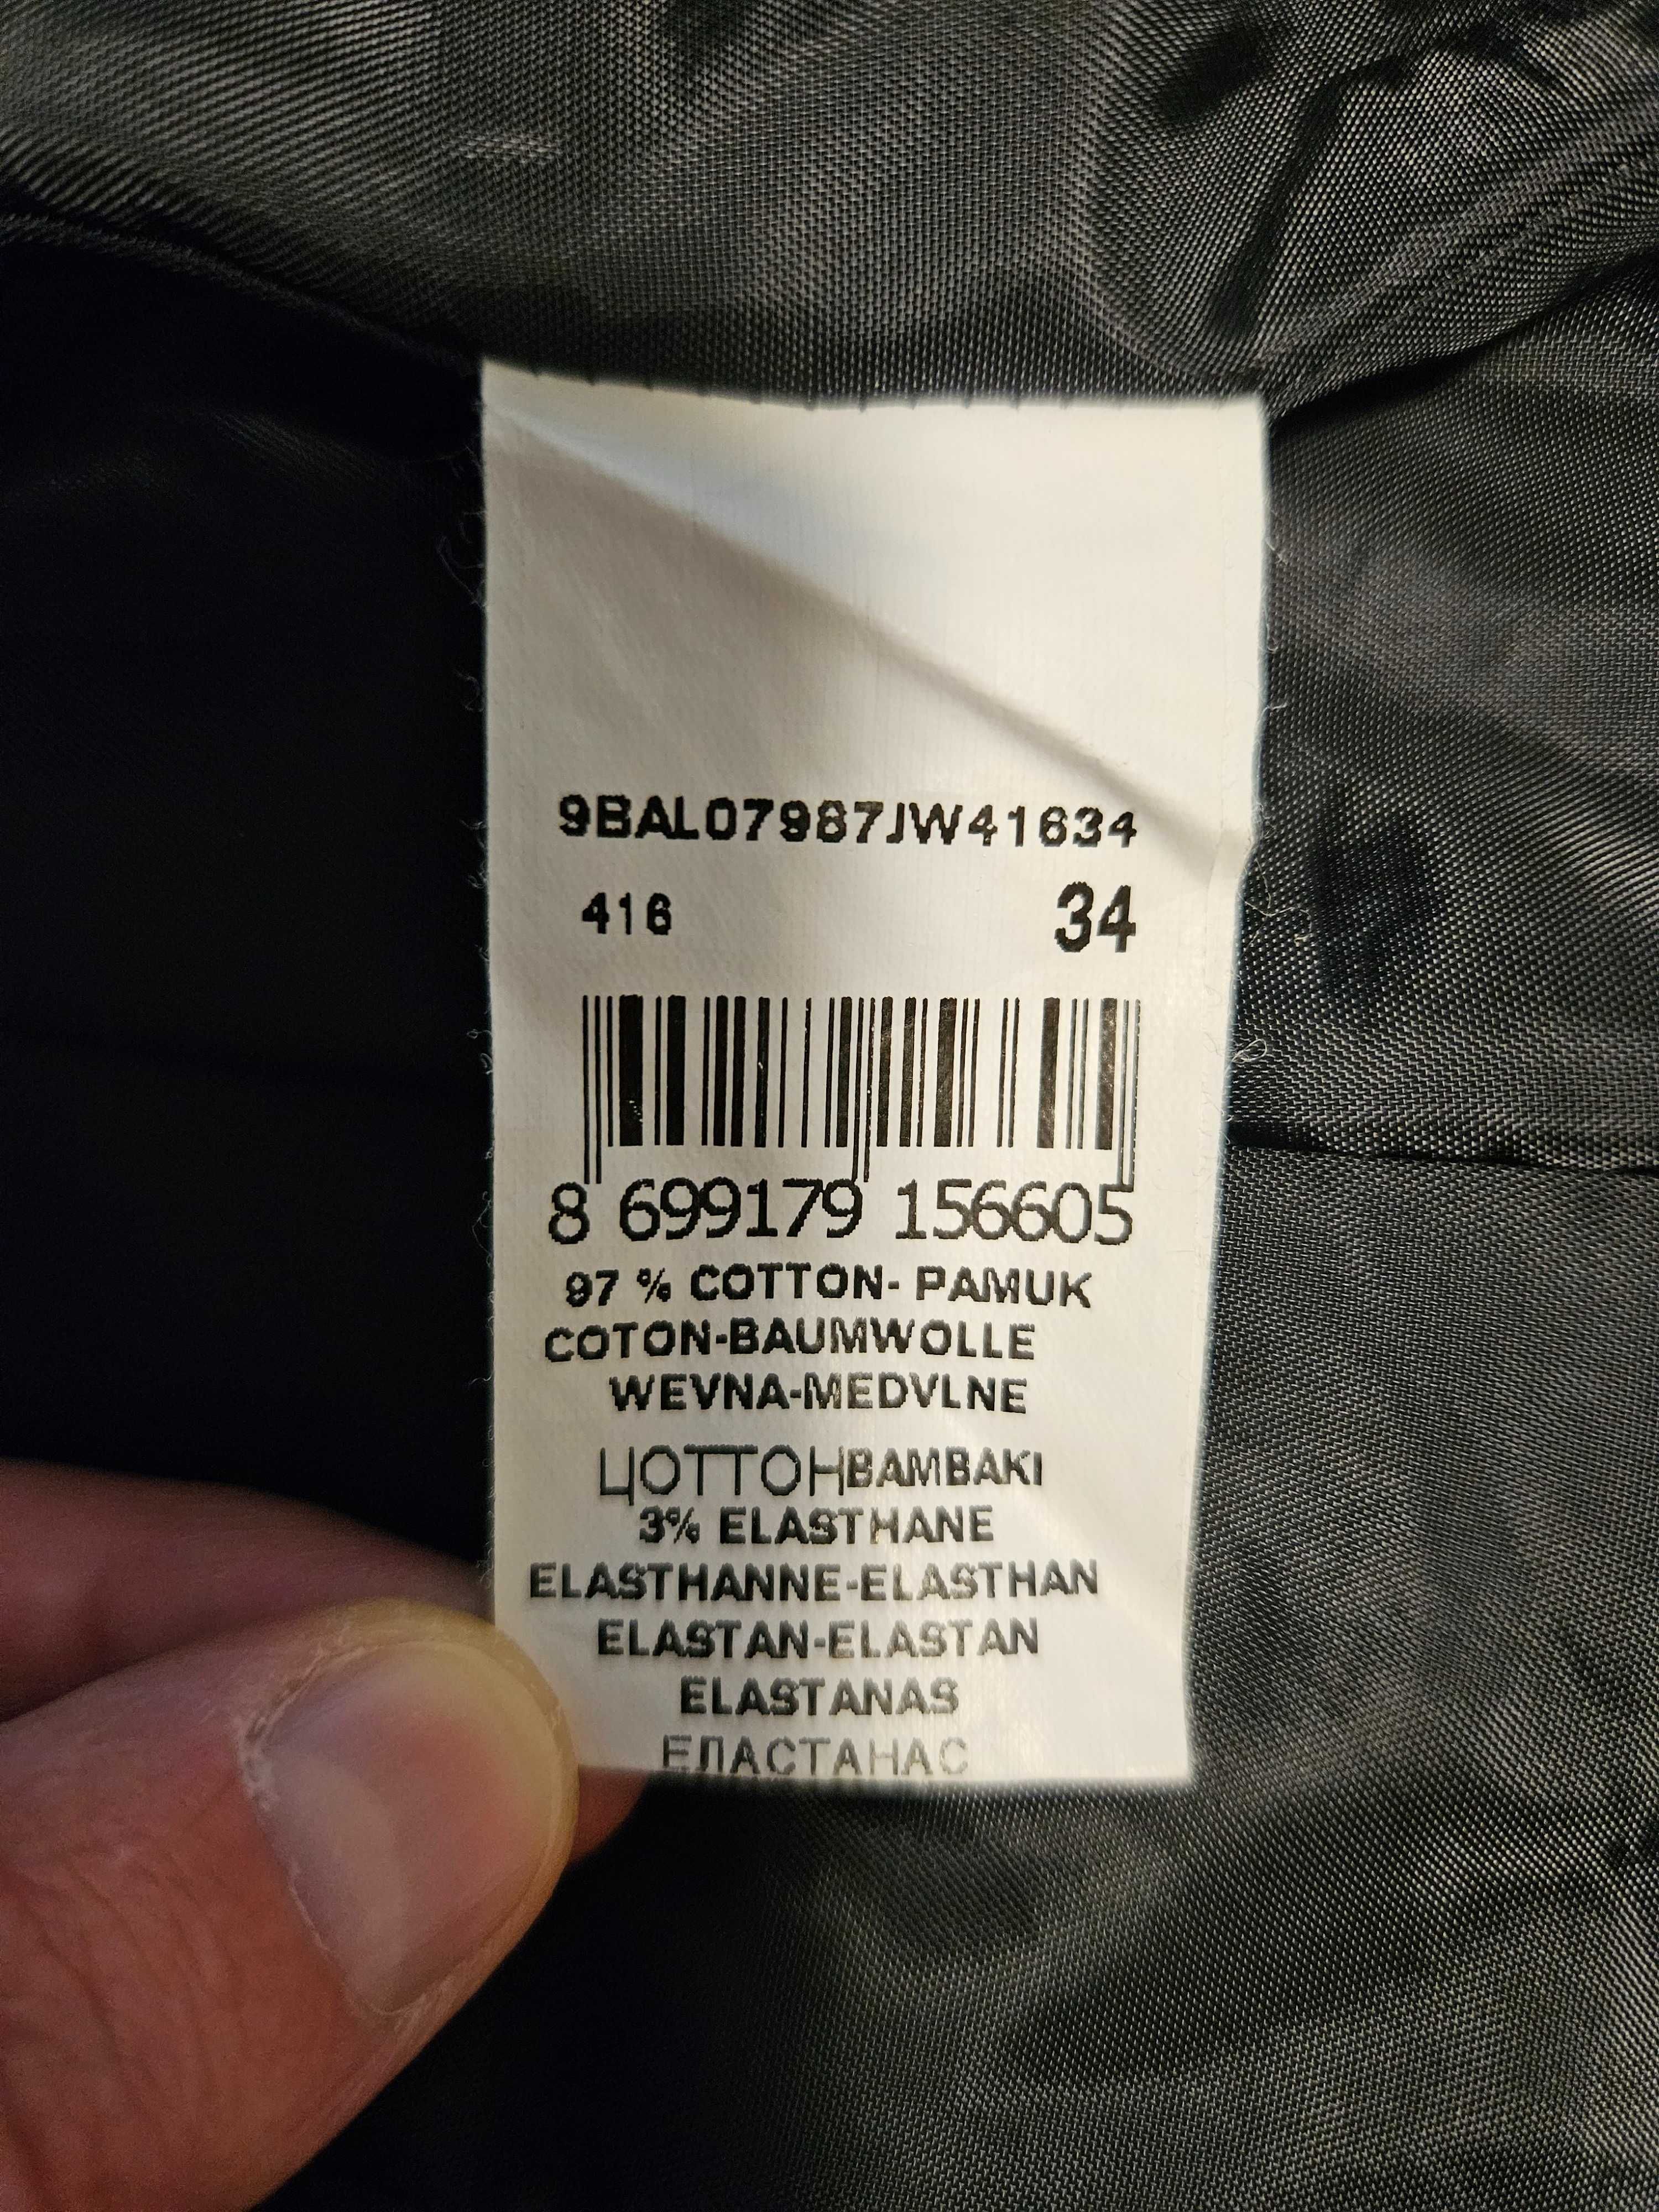 9BAL07987JW41634
416 34
8 699179 156605
97 % COTTON- PAMUK
COTON-BAUMWOLLE
WEVNA-MEDVLNE
ЦОТТОНBAMBAKI
3% ELASTHANE
ELASTHANNE-ELASTHAN
ELASTAN-ELASTAN
ELASTANAS
ЕЛАСТАНАС